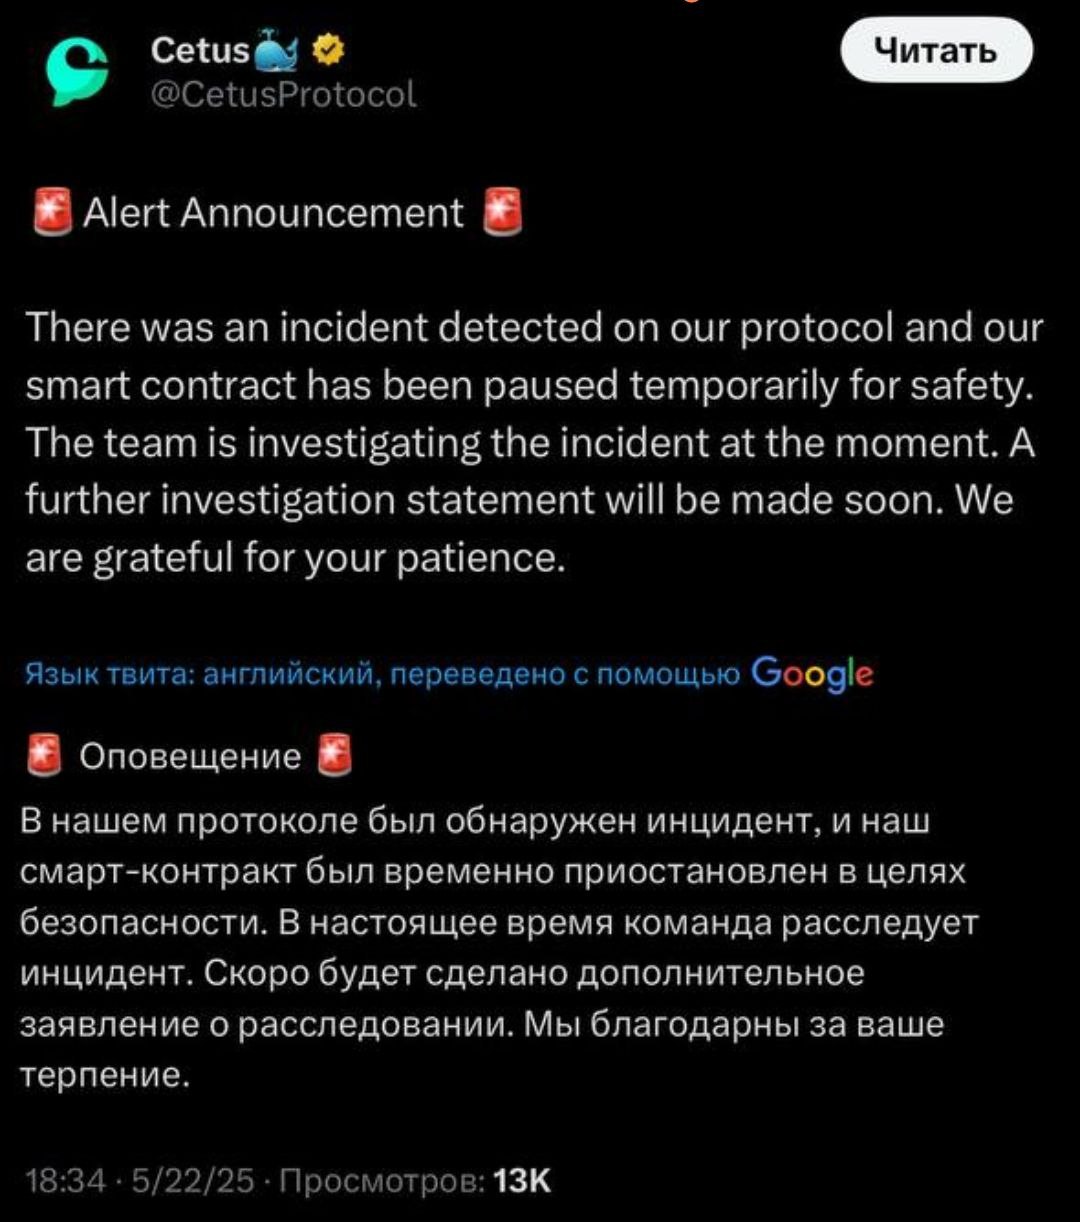 Cetus🐳
@CetusProtocol
Читать
🚨 Alert Announcement 🚨
There was an incident detected on our protocol and our
smart contract has been paused temporarily for safety.
The team is investigating the incident at the moment. A
further investigation statement will be made soon. We
are grateful for your patience.
Язык твита: английский, переведено с помощью Google
🚨 Оповещение 🚨
В нашем протоколе был обнаружен инцидент, и наш
смарт-контракт был временно приостановлен в целях
безопасности. В настоящее время команда расследует
инцидент. Скоро будет сделано дополнительное
заявление о расследовании. Мы благодарны за ваше
терпение.
18:34 · 5/22/25 · Просмотров: 13K